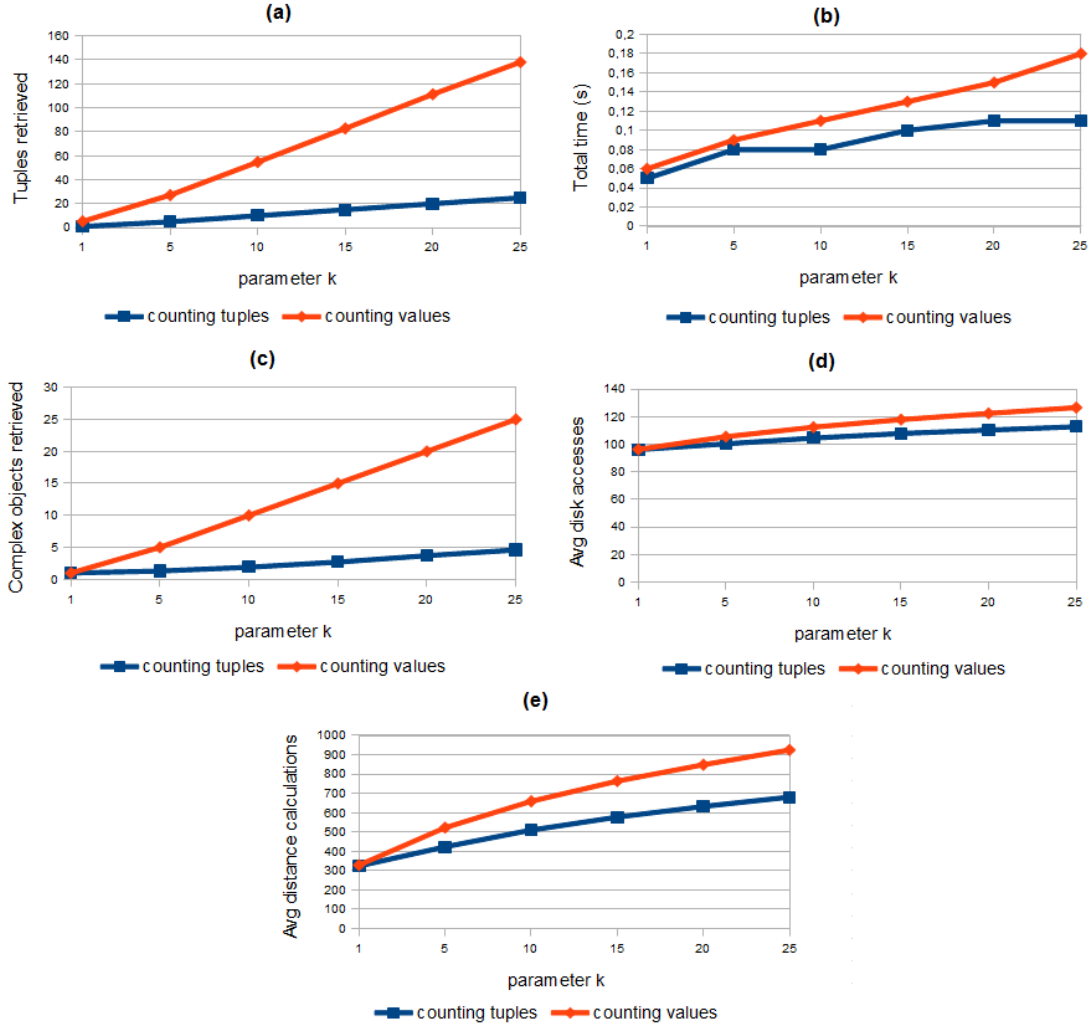 (a)
Tuples retrieved
160
140
120
100
80
60
40
20
0
1 5 10 15 20 25
parameter k
counting tuples counting values
(b)
Total time (s)
0,2
0,18
0,16
0,14
0,12
0,1
0,08
0,06
0,04
0,02
0
1 5 10 15 20 25
parameter k
counting tuples counting values
(c)
Complex objects retrieved
30
25
20
15
10
5
0
1 5 10 15 20 25
parameter k
counting tuples counting values
(d)
Avg disk accesses
140
120
100
80
60
40
20
0
1 5 10 15 20 25
parameter k
counting tuples counting values
(e)
Avg distance calculations
1000
900
800
700
600
500
400
300
200
100
0
1 5 10 15 20 25
parameter k
counting tuples counting values